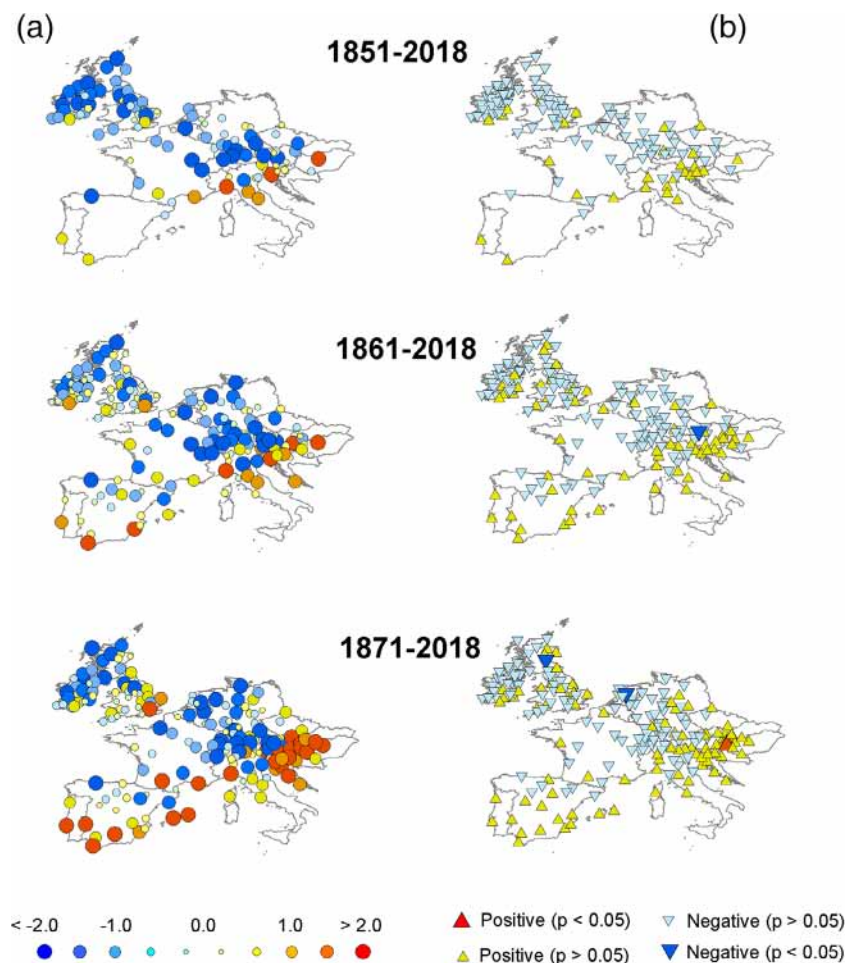 (a)
(b)
1851-2018
1861-2018
1871-2018
< -2.0 -1.0 0.0 1.0 > 2.0
Positive (p < 0.05) Negative (p > 0.05)
Positive (p > 0.05) Negative (p < 0.05)